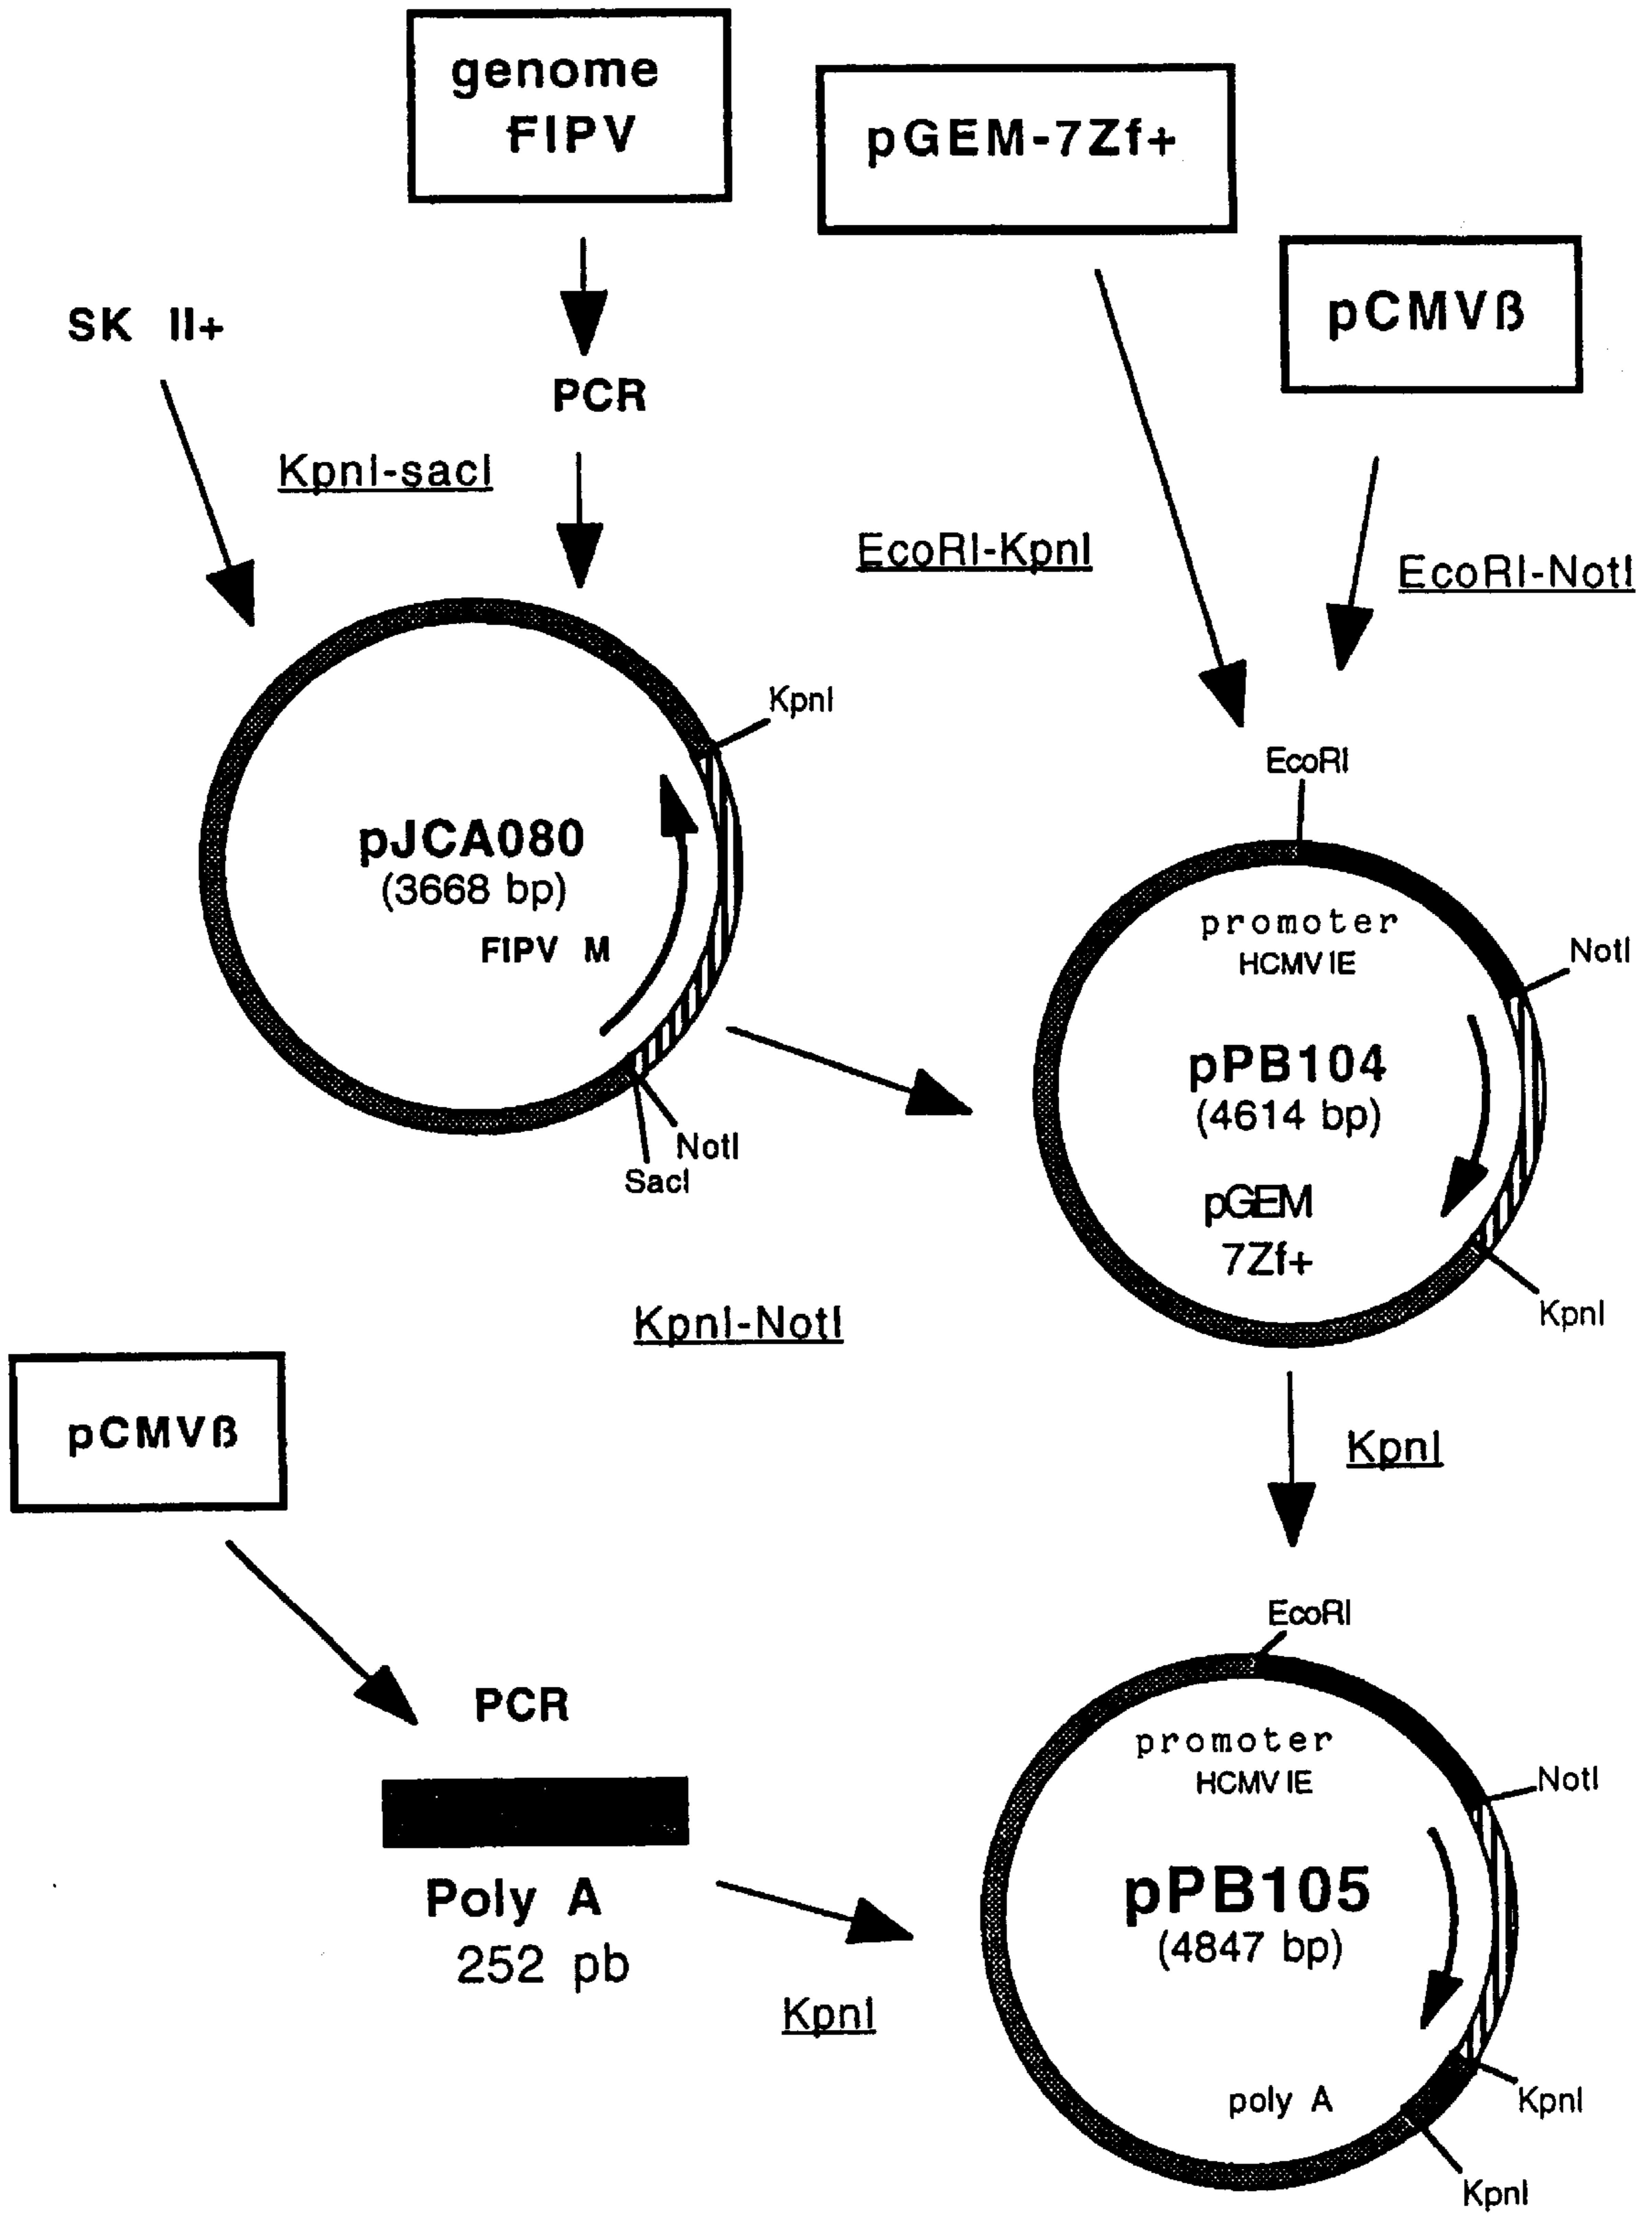 genome
FIPV
pGEM-7Zf+
pCMVß
SK II+
PCR
KpnI-sacI
EcoRI-KpnI
EcoRI-NotI
KpnI
pJCA080
(3668 bp)
FIPV M
NotI
SacI
EcoRI
promoter
HCMV IE
NotI
pPB104
(4614 bp)
pGEM
7Zf+
KpnI
KpnI-NotI
pCMVß
KpnI
PCR
Poly A
252 pb
KpnI
EcoRI
promoter
HCMV IE
NotI
pPB105
(4847 bp)
poly A
KpnI
KpnI